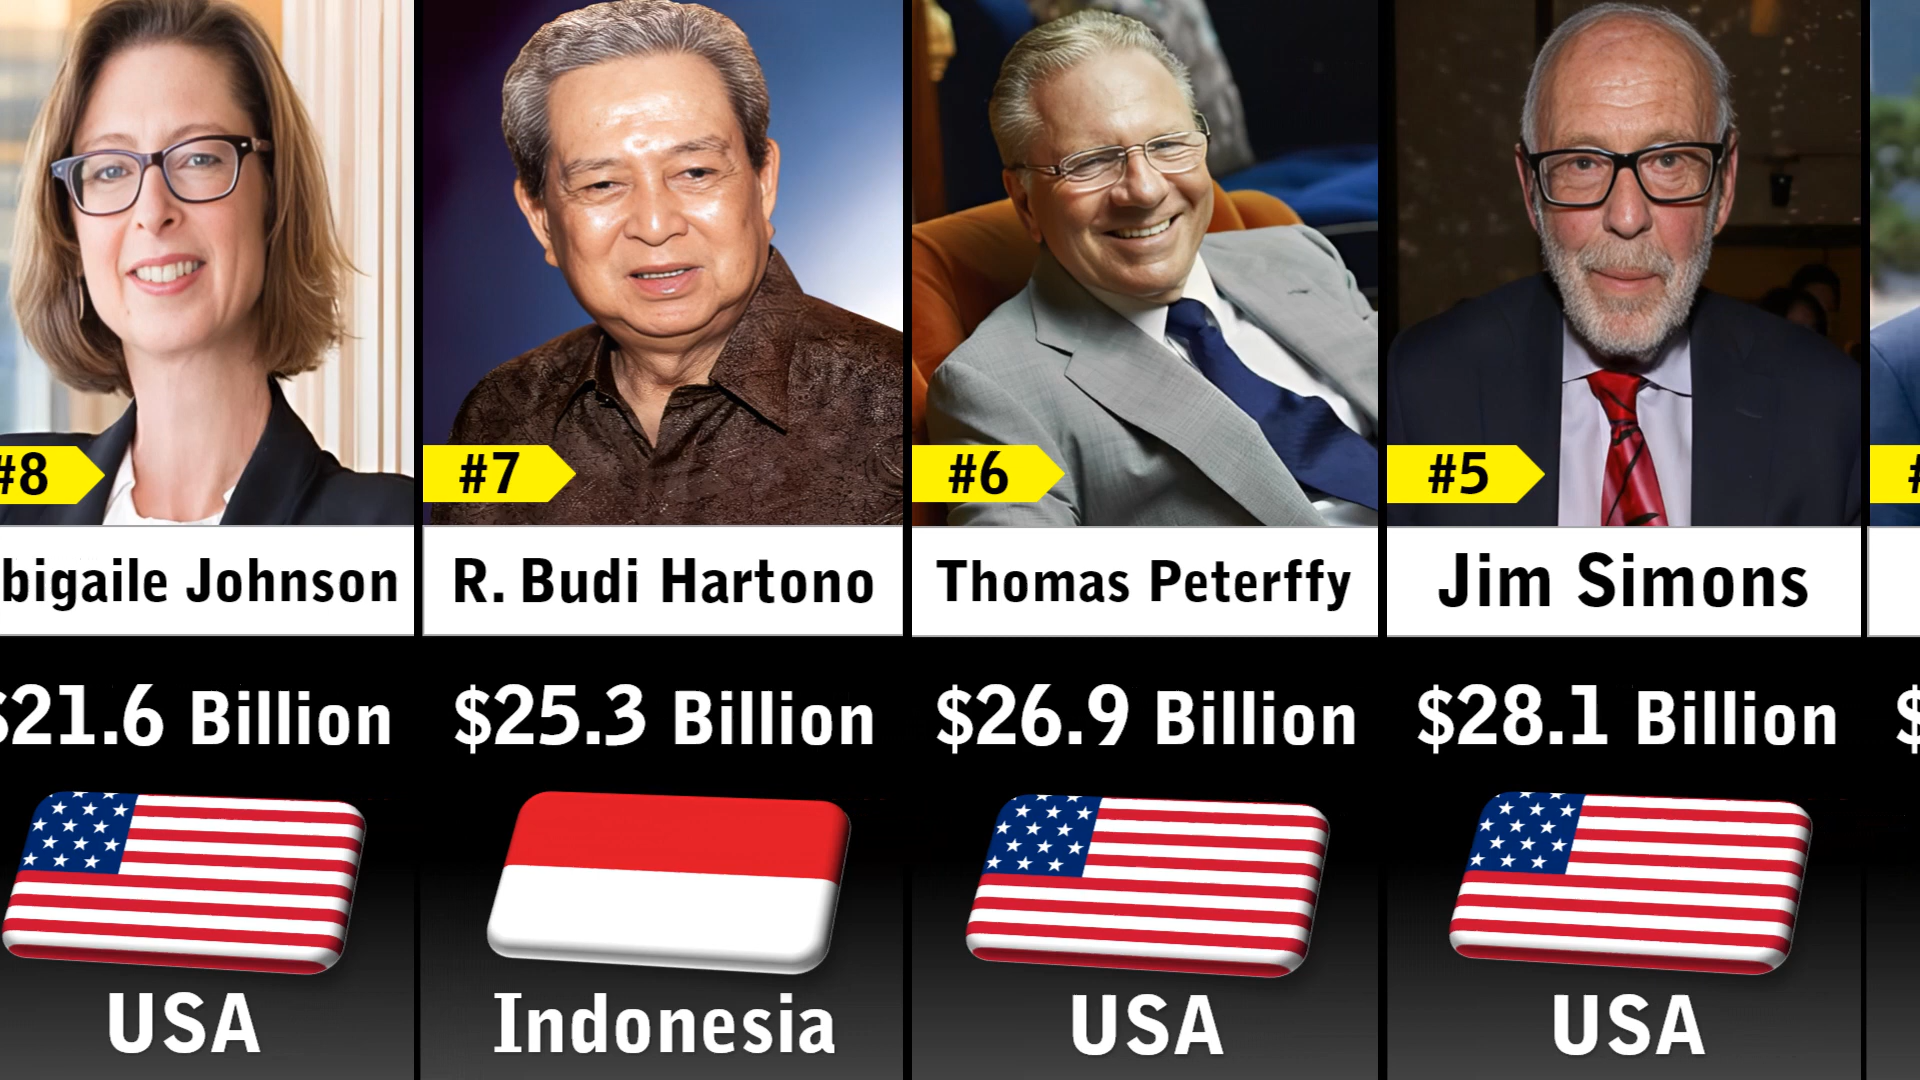 #8
#7
#6
#5
#
bigaile Johnson
R. Budi Hartono
Thomas Peterffy
Jim Simons
$21.6 Billion
$25.3 Billion
$26.9 Billion
$28.1 Billion
$
USA
Indonesia
USA
USA